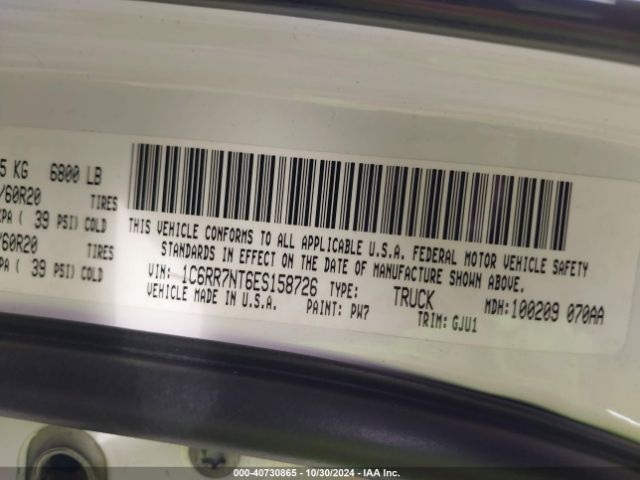 5 KG 6800 LB
/60R20 TIRES
KPA ( 39 PSI) COLD
/60R20 TIRES
KPA ( 39 PSI) COLD
THIS VEHICLE CONFORMS TO ALL APPLICABLE U.S.A. FEDERAL MOTOR VEHICLE SAFETY
STANDARDS IN EFFECT ON THE DATE OF MANUFACTURE SHOWN ABOVE.
VIN: 1C6RR7NT6ES158726 TYPE: TRUCK MDH:100209 070AA
VEHICLE MADE IN U.S.A. PAINT: PW7 TRIM: GJU1
000-40730865 - 10/30/2024 - IAA Inc.